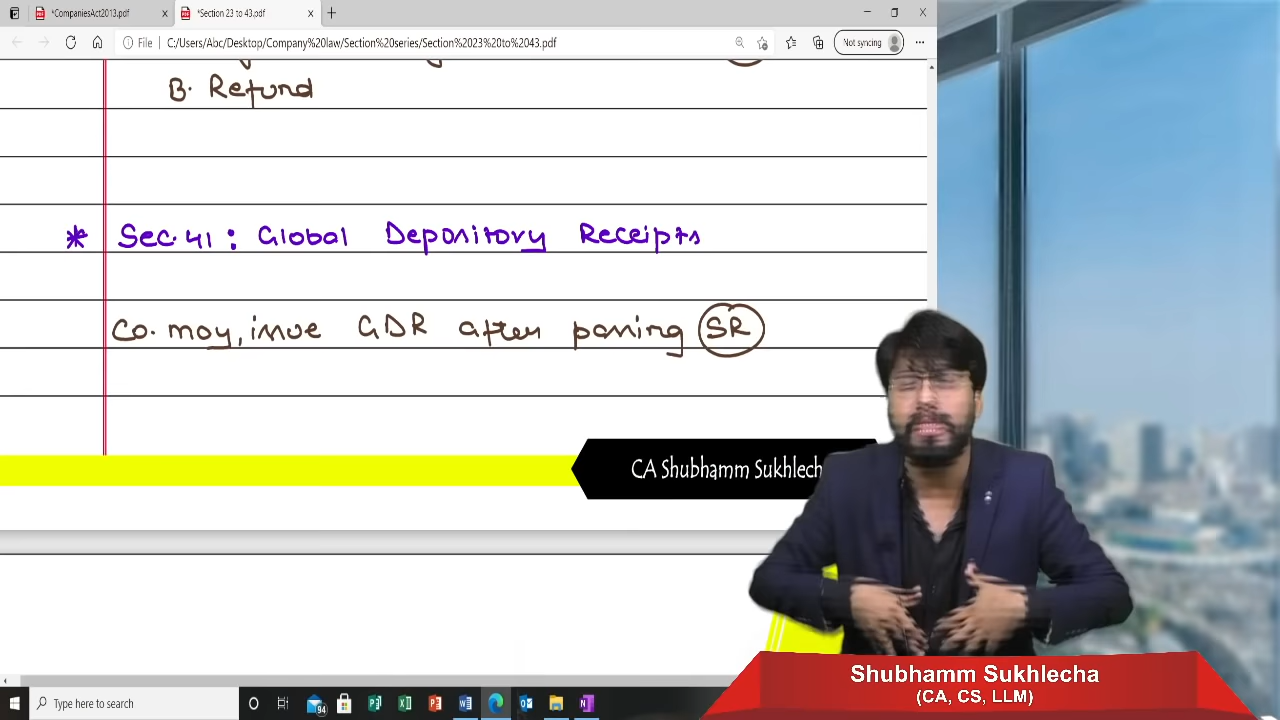 *CompaniesAct2013.pdf
*Section 23 to 43.pdf
File C:/Users/Abc/Desktop/Company%20law/Section%20series/Section%2023%20to%2043.pdf
Not syncing
B. Refund
* Sec. 41 : Global Depository Receipts
Co. may, issue GDR after passing SR
CA Shubhamm Sukhlech
Shubhamm Sukhlecha
(CA, CS, LLM)
Type here to search
94